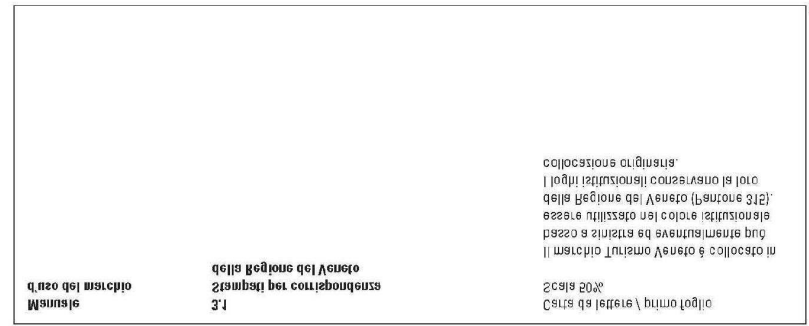 Manuale
d'uso del marchio
3.1
Stampati per corrispondenza
della Regione del Veneto
Carta da lettere / primo foglio
Scala 50%
Il marchio Turismo Veneto è collocato in
basso a sinistra ed eventualmente può
essere utilizzato nel colore istituzionale
della Regione del Veneto (Pantone 315).
I loghi istituzionali conservano la loro
collocazione originaria.